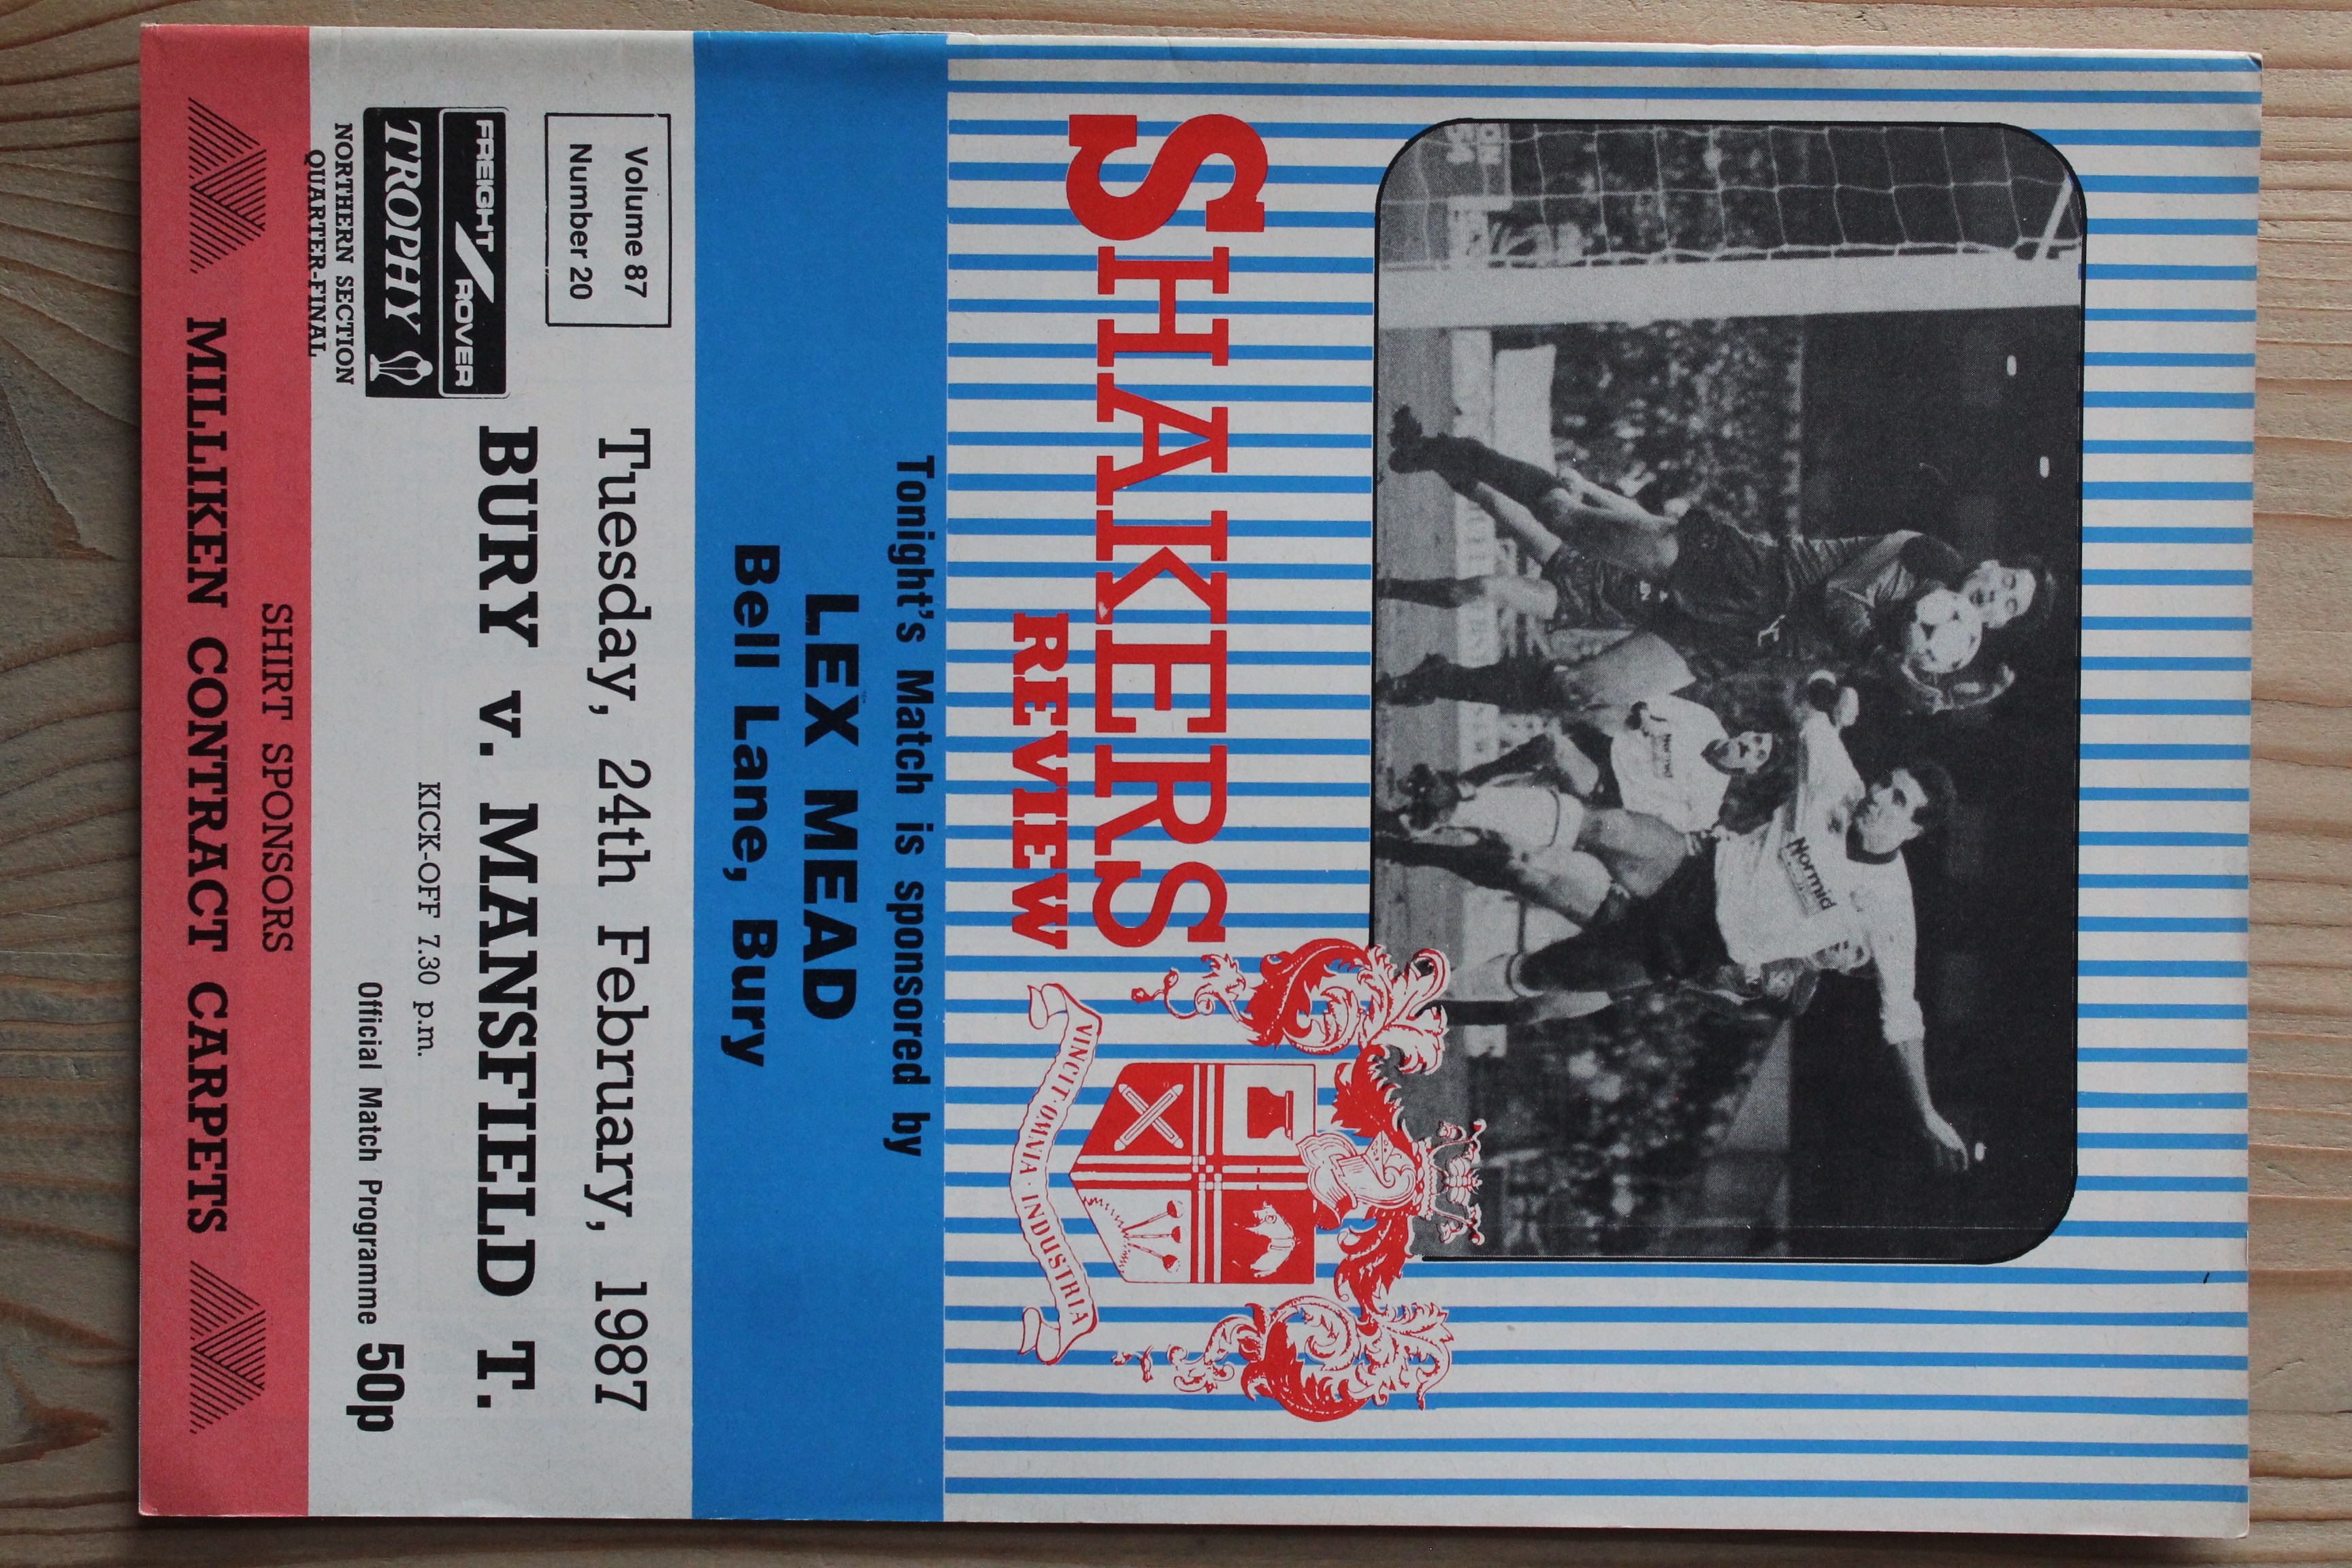 Normid
Normid
SHAKERS
REVIEW
VINCIT · OMNIA · INDUSTRIA
Tonight's Match is sponsored by
LEX MEAD
Bell Lane, Bury
Volume 87
Number 20
Tuesday, 24th February, 1987
FREIGHT ROVER
TROPHY
NORTHERN SECTION
QUARTER-FINAL
BURY v. MANSFIELD T.
KICK-OFF 7.30 p.m.
Official Match Programme 50p
SHIRT SPONSORS
MILLIKEN CONTRACT CARPETS